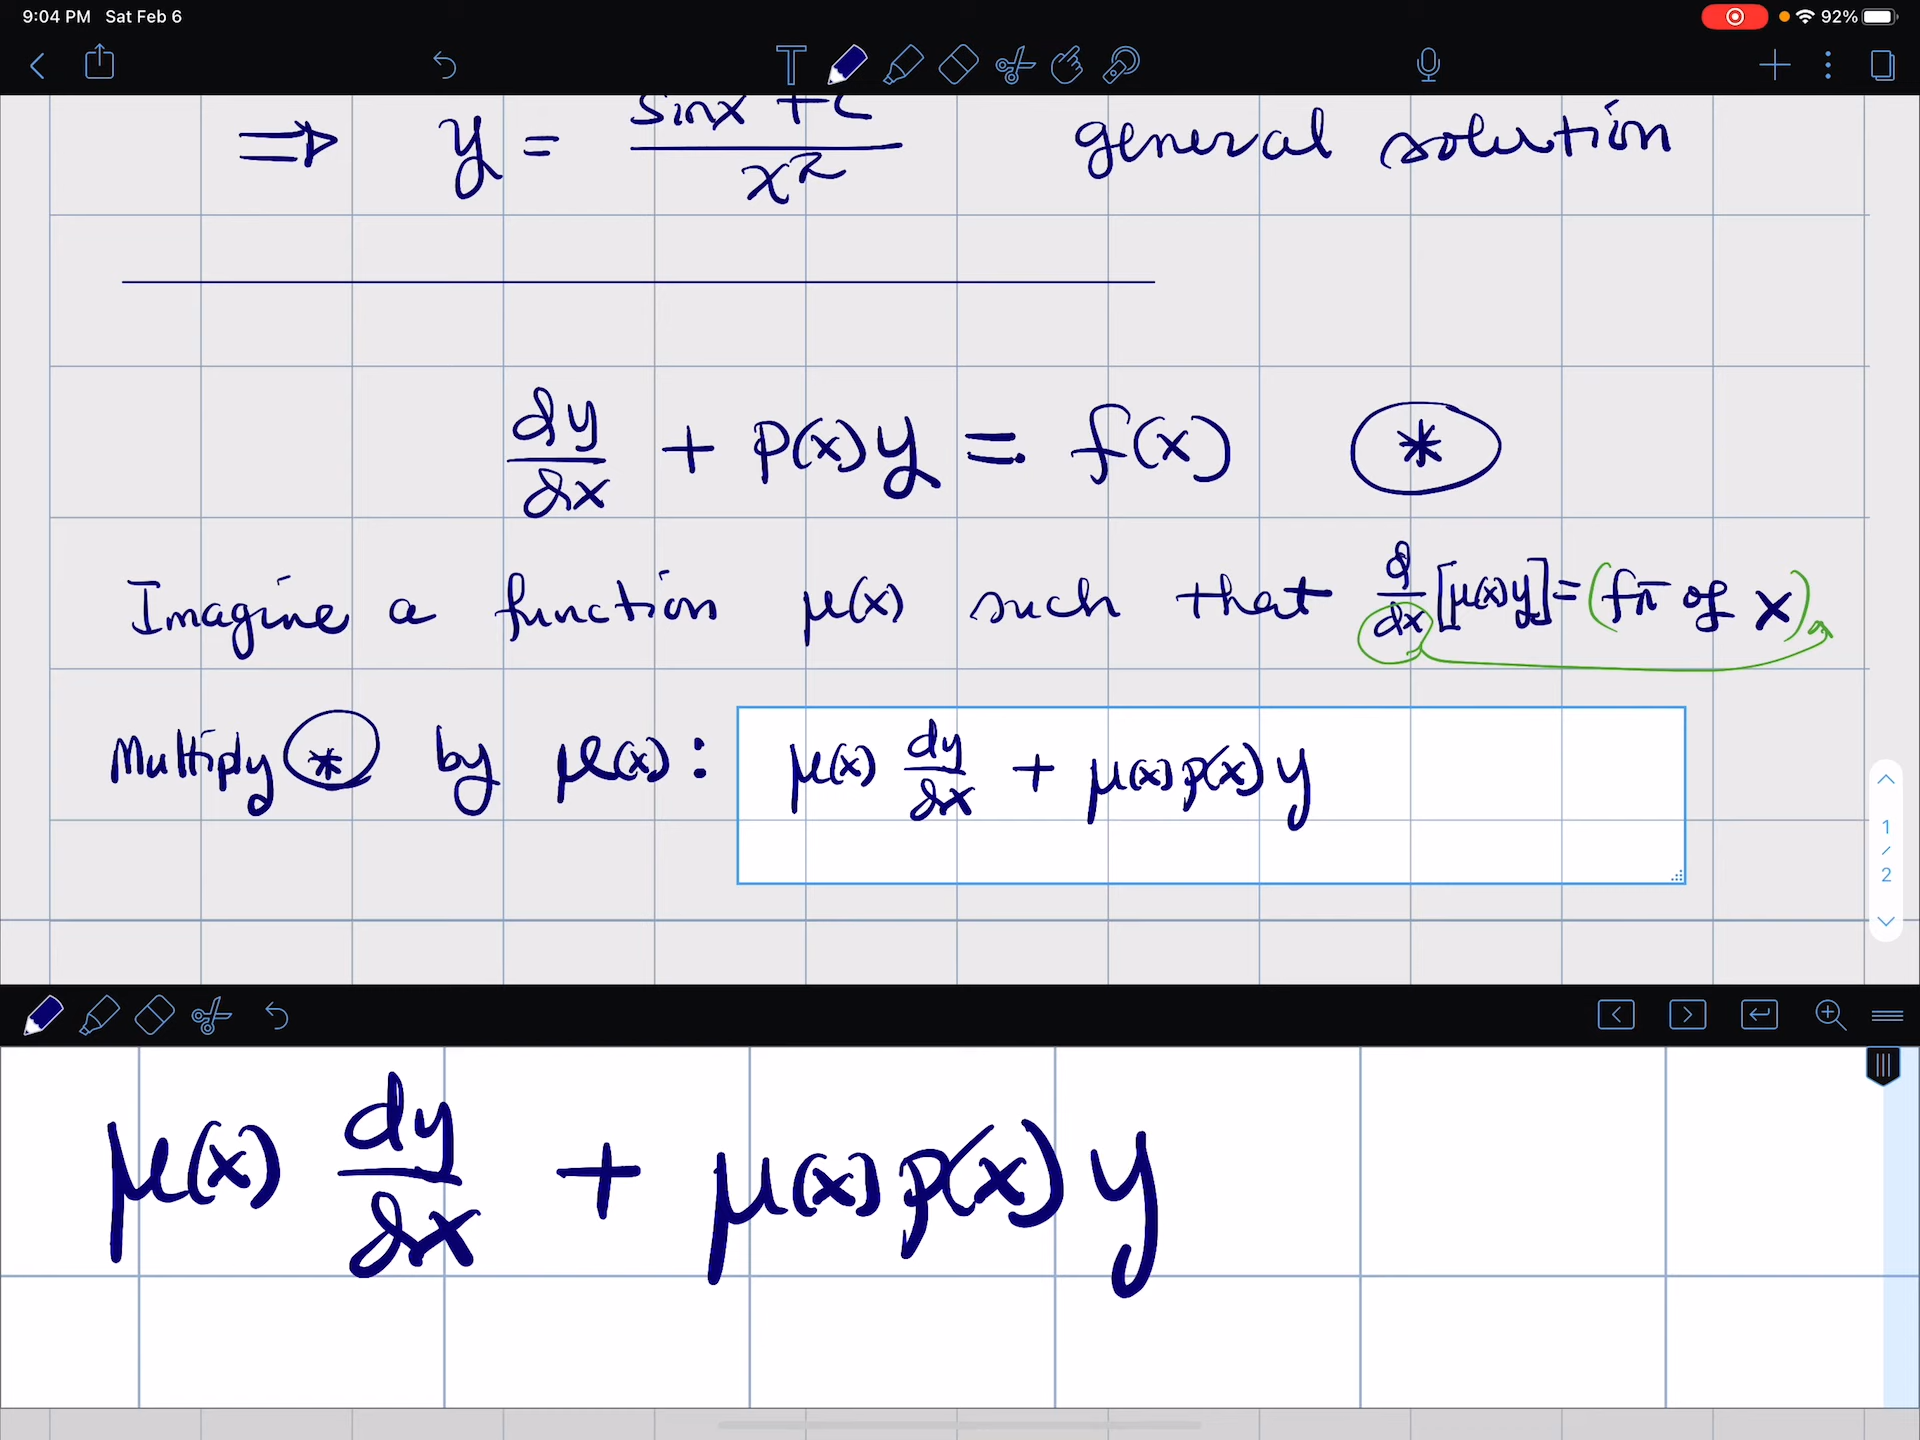 9:04 PM Sat Feb 6 92%
⇒ y = (sinx + c)/x² general solution
dy/dx + P(x)y = f(x) *
Imagine a function μ(x) such that d/dx[μ(x)y] = (fn of x)
Multiply * by μ(x): μ(x) dy/dx + μ(x)p(x)y
1/2
μ(x) dy/dx + μ(x)p(x)y